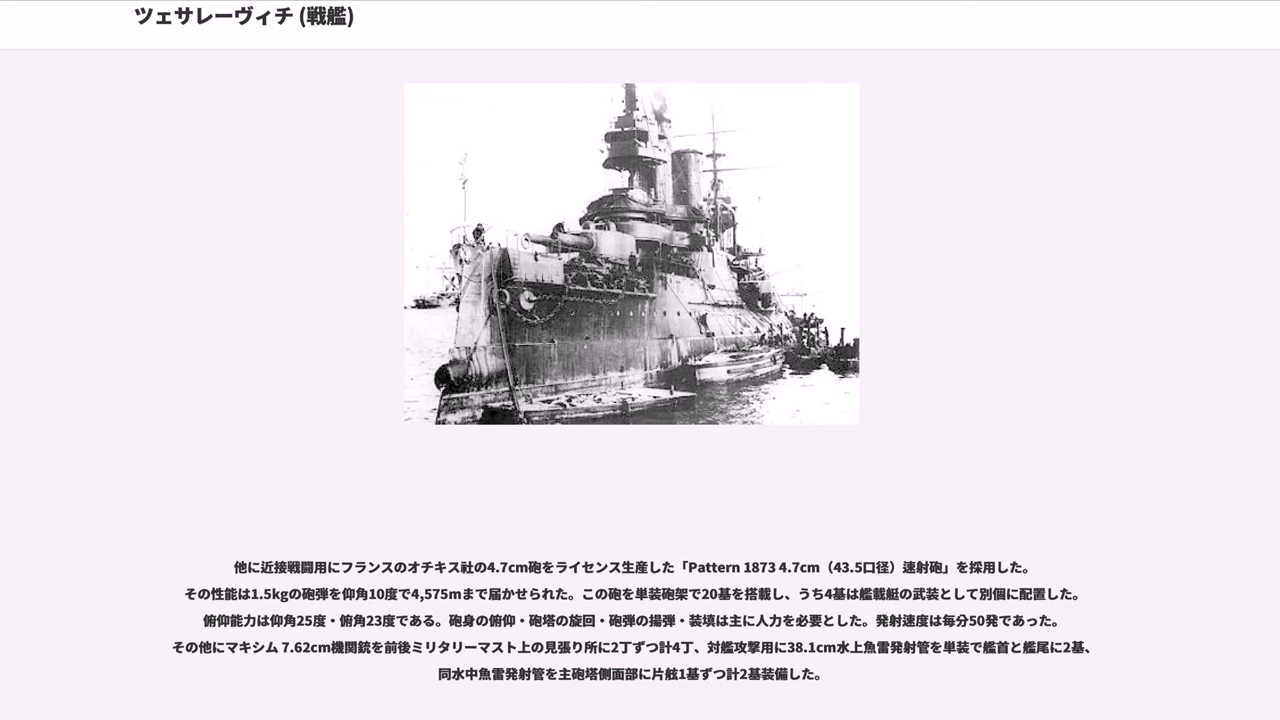 ツェサレーヴィチ (戦艦)
他に近接戦闘用にフランスのオチキス社の4.7cm砲をライセンス生産した「Pattern 1873 4.7cm（43.5口径）速射砲」を採用した。
その性能は1.5kgの砲弾を仰角10度で4,575mまで届かせられた。この砲を単装砲架で20基を搭載し、うち4基は艦載艇の武装として別個に配置した。
俯仰能力は仰角25度・俯角23度である。砲身の俯仰・砲塔の旋回・砲弾の揚弾・装填は主に人力を必要とした。発射速度は毎分50発であった。
その他にマキシム 7.62cm機関銃を前後ミリタリーマスト上の見張り所に2丁ずつ計4丁、対艦攻撃用に38.1cm水上魚雷発射管を単装で艦首と艦尾に2基、
同水中魚雷発射管を主砲塔側面部に片舷1基ずつ計2基装備した。